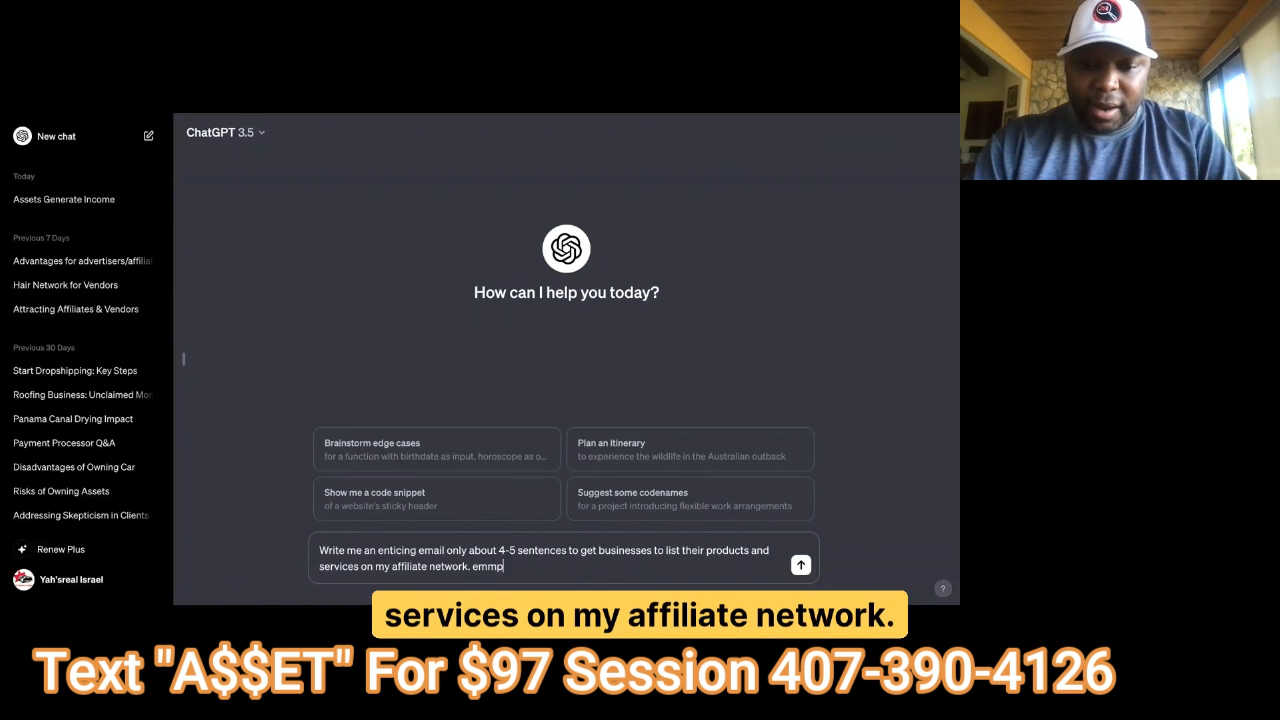 ChatGPT 3.5
New chat
Today
Assets Generate Income
Previous 7 Days
Advantages for advertisers/affilia
Hair Network for Vendors
Attracting Affiliates & Vendors
Previous 30 Days
Start Dropshipping: Key Steps
Roofing Business: Unclaimed Mon
Panama Canal Drying Impact
Payment Processor Q&A
Disadvantages of Owning Car
Risks of Owning Assets
Addressing Skepticism in Clients
Renew Plus
Yah'sreal Israel
How can I help you today?
Brainstorm edge cases
for a function with birthdate as input, horoscope as o...
Plan an itinerary
to experience the wildlife in the Australian outback
Show me a code snippet
of a website's sticky header
Suggest some codenames
for a project introducing flexible work arrangements
Write me an enticing email only about 4-5 sentences to get businesses to list their products and
services on my affiliate network. emmp
?
services on my affiliate network.
Text "A$$ET" For $97 Session 407-390-4126